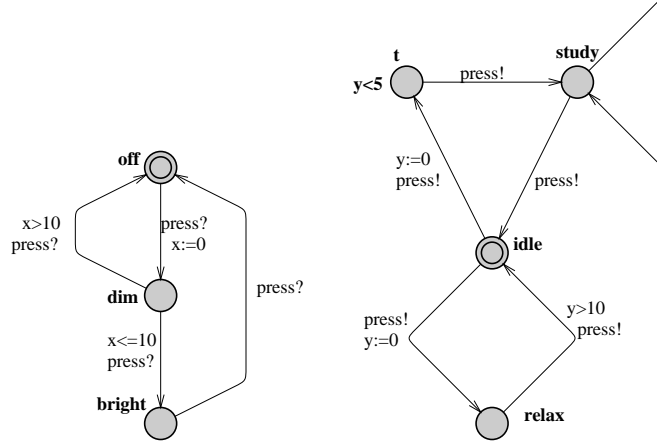 off
x>10
press?
press?
x:=0
dim
press?
x<=10
press?
bright
t
y<5
press!
study
y:=0
press!
press!
idle
press!
y:=0
y>10
press!
relax